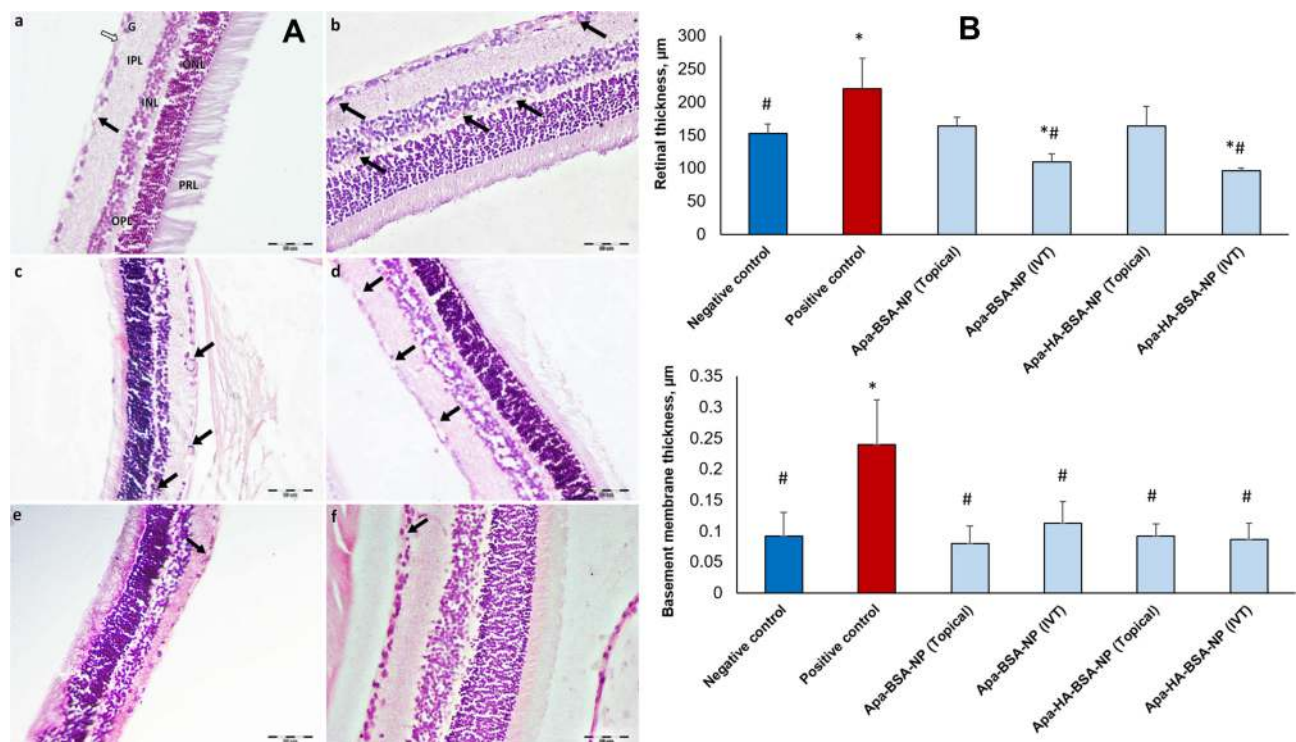 a
G
A
IPL
ONL
INL
PRL
OPL
b
c
d
e
f
B
Retinal thickness, µm
300
250
200
150
100
50
0
#
*
*#
*#
Negative control
Positive control
Apa-BSA-NP (Topical)
Apa-BSA-NP (IVT)
Apa-HA-BSA-NP (Topical)
Apa-HA-BSA-NP (IVT)
Basement membrane thickness, µm
0.35
0.3
0.25
0.2
0.15
0.1
0.05
0
#
*
#
#
#
#
Negative control
Positive control
Apa-BSA-NP (Topical)
Apa-BSA-NP (IVT)
Apa-HA-BSA-NP (Topical)
Apa-HA-BSA-NP (IVT)